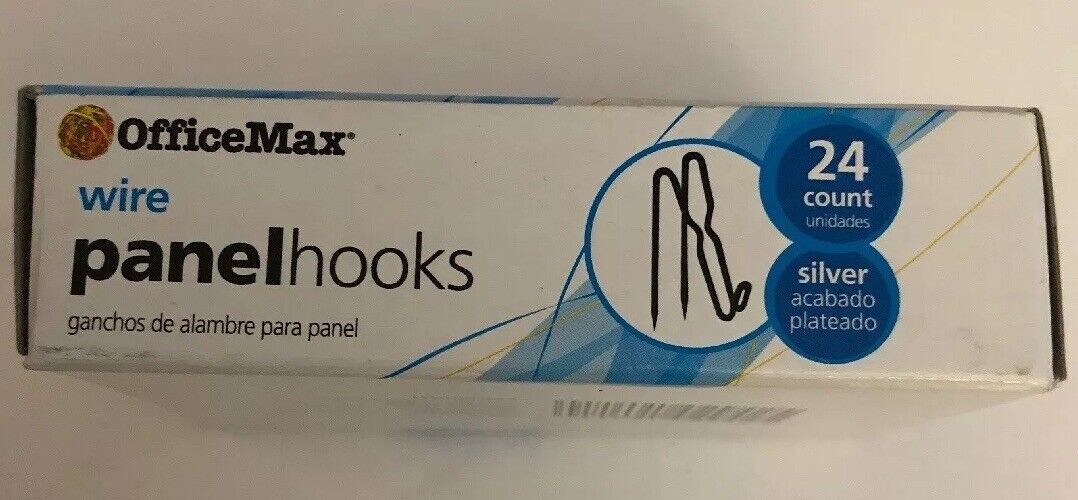 OfficeMax®
wire
panelhooks
ganchos de alambre para panel
24
count
unidades
silver
acabado
plateado